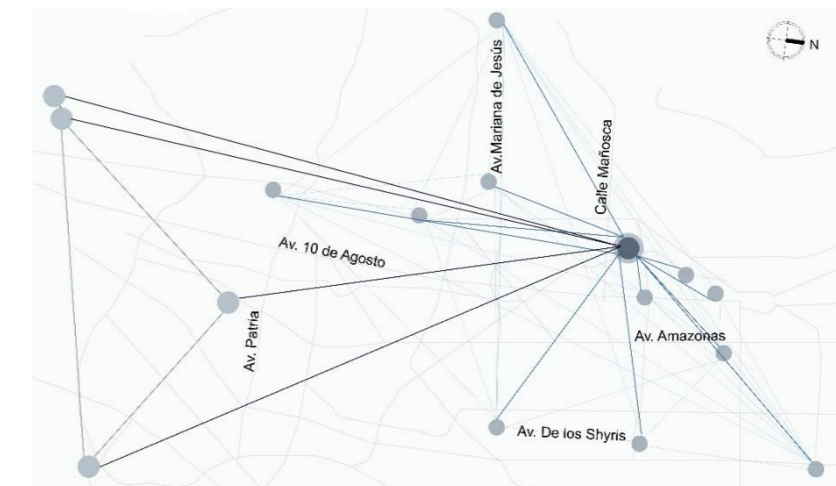 N
Av.Mariana de Jesús
Calle Mañosca
Av. 10 de Agosto
Av. Patria
Av. Amazonas
Av. De los Shyris